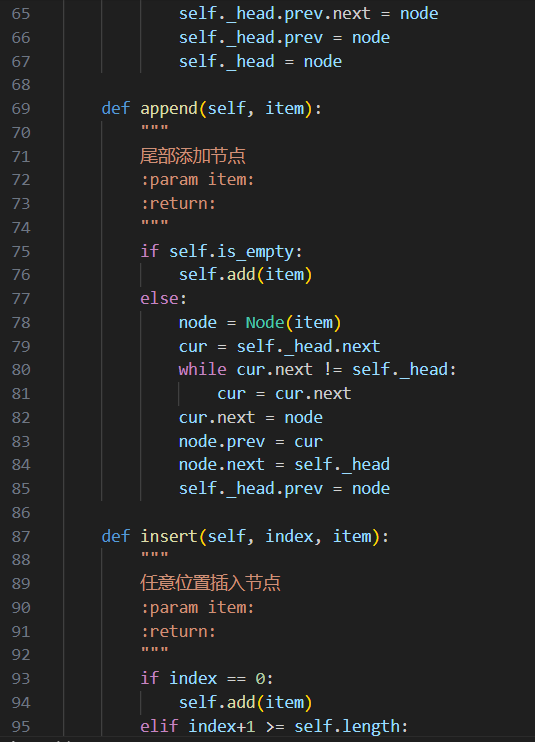 65 self._head.prev.next = node
66 self._head.prev = node
67 self._head = node
68
69 def append(self, item):
70 """
71 尾部添加节点
72 :param item:
73 :return:
74 """
75 if self.is_empty:
76 self.add(item)
77 else:
78 node = Node(item)
79 cur = self._head.next
80 while cur.next != self._head:
81 cur = cur.next
82 cur.next = node
83 node.prev = cur
84 node.next = self._head
85 self._head.prev = node
86
87 def insert(self, index, item):
88 """
89 任意位置插入节点
90 :param item:
91 :return:
92 """
93 if index == 0:
94 self.add(item)
95 elif index+1 >= self.length: